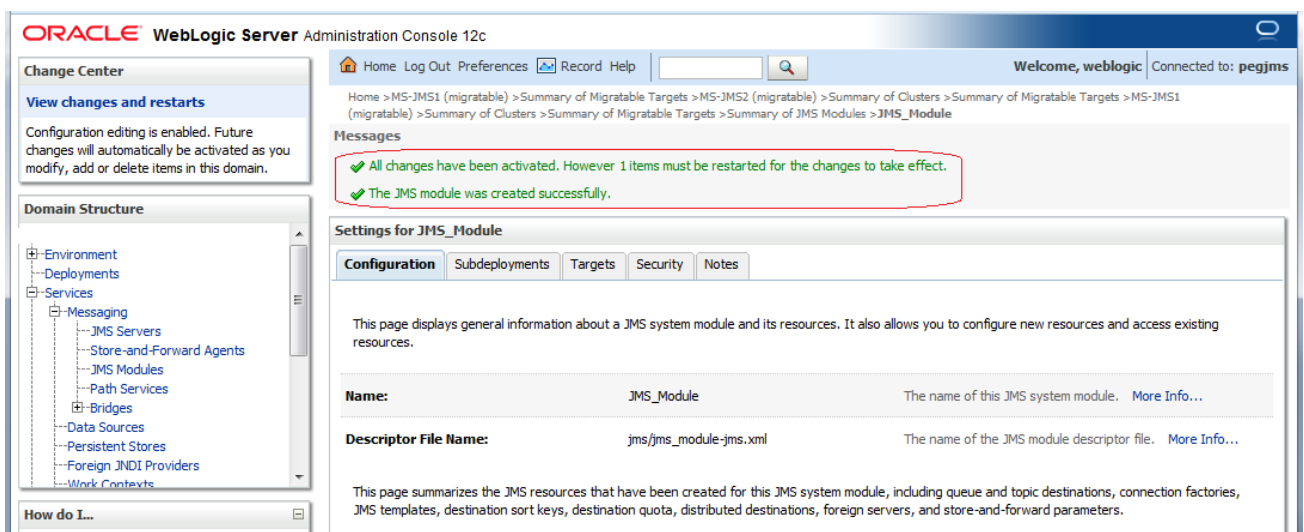 ORACLE WebLogic Server Administration Console 12c
Change Center
View changes and restarts
Configuration editing is enabled. Future
changes will automatically be activated as you
modify, add or delete items in this domain.
Domain Structure
Environment
Deployments
Services
Messaging
JMS Servers
Store-and-Forward Agents
JMS Modules
Path Services
Bridges
Data Sources
Persistent Stores
Foreign JNDI Providers
Work Contexts
How do I...
Home Log Out Preferences Record Help
Welcome, weblogic Connected to: pegjms
Home >MS-JMS1 (migratable) >Summary of Migratable Targets >MS-JMS2 (migratable) >Summary of Clusters >Summary of Migratable Targets >MS-JMS1
(migratable) >Summary of Clusters >Summary of Migratable Targets >Summary of JMS Modules >JMS_Module
Messages
All changes have been activated. However 1 items must be restarted for the changes to take effect.
The JMS module was created successfully.
Settings for JMS_Module
Configuration Subdeployments Targets Security Notes
This page displays general information about a JMS system module and its resources. It also allows you to configure new resources and access existing
resources.
Name: JMS_Module The name of this JMS system module. More Info...
Descriptor File Name: jms/jms_module-jms.xml The name of the JMS module descriptor file. More Info...
This page summarizes the JMS resources that have been created for this JMS system module, including queue and topic destinations, connection factories,
JMS templates, destination sort keys, destination quota, distributed destinations, foreign servers, and store-and-forward parameters.